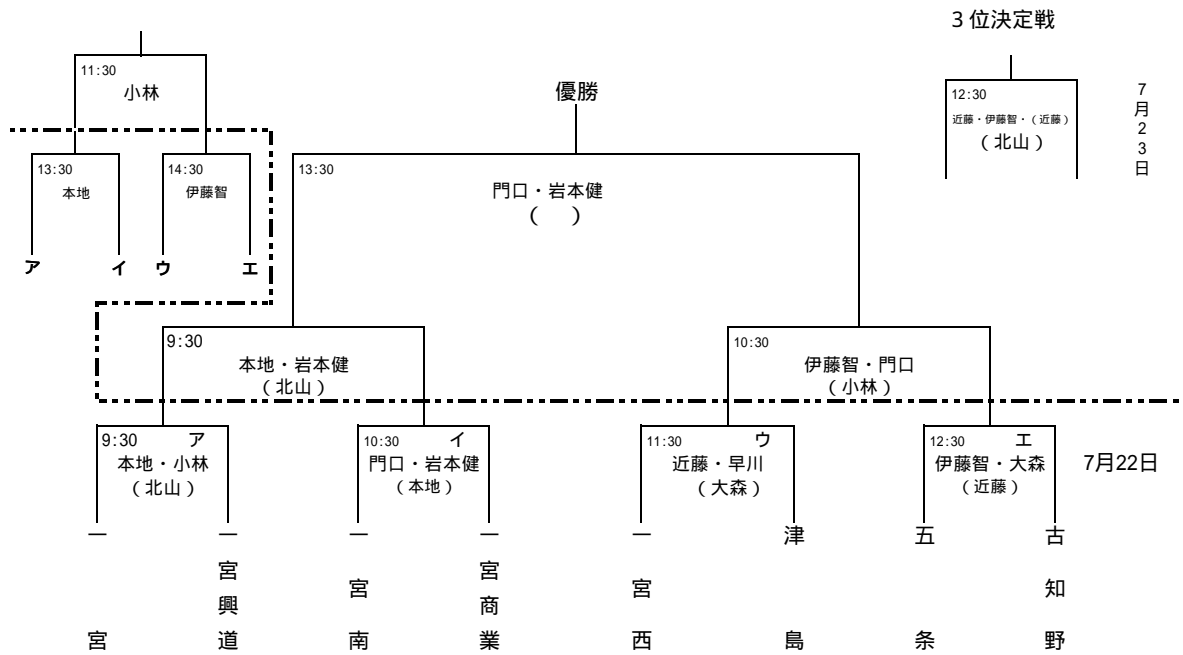 3位決定戦
11:30
小林
優勝
12:30
近藤・伊藤智・(近藤)
(北山)
7月23日
13:30
本地
14:30
伊藤智
13:30
門口・岩本健
(　)
ア
イ
ウ
エ
9:30
本地・岩本健
(北山)
10:30
伊藤智・門口
(小林)
9:30 ア
本地・小林
(北山)
10:30 イ
門口・岩本健
(本地)
11:30 ウ
近藤・早川
(大森)
12:30 エ
伊藤智・大森
(近藤)
7月22日
一宮
一宮興道
一宮南
一宮商業
一宮西
津島
五条
古知野